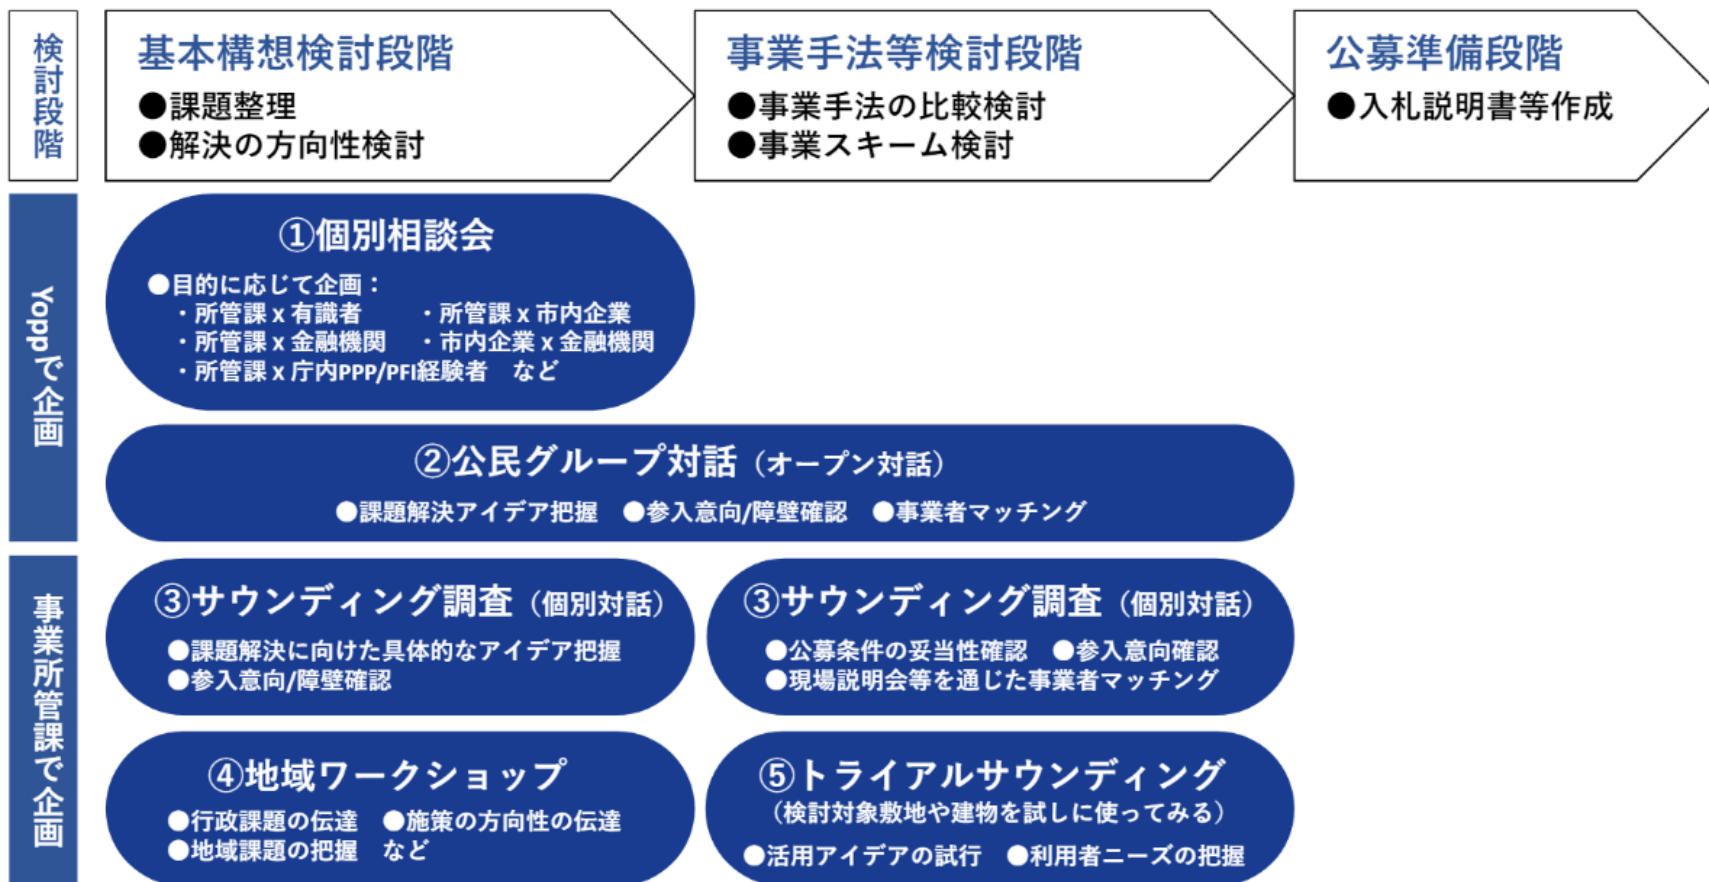 検討段階
基本構想検討段階
●課題整理
●解決の方向性検討
事業手法等検討段階
●事業手法の比較検討
●事業スキーム検討
公募準備段階
●入札説明書等作成
Yoppで企画
①個別相談会
●目的に応じて企画：
・所管課 x 有識者　・所管課 x 市内企業
・所管課 x 金融機関　・市内企業 x 金融機関
・所管課 x 庁内PPP/PFI経験者　など
②公民グループ対話（オープン対話）
●課題解決アイデア把握　●参入意向/障壁確認　●事業者マッチング
事業所管課で企画
③サウンディング調査（個別対話）
●課題解決に向けた具体的なアイデア把握
●参入意向/障壁確認
③サウンディング調査（個別対話）
●公募条件の妥当性確認　●参入意向確認
●現場説明会等を通じた事業者マッチング
④地域ワークショップ
●行政課題の伝達　●施策の方向性の伝達
●地域課題の把握　など
⑤トライアルサウンディング
（検討対象敷地や建物を試しに使ってみる）
●活用アイデアの試行　●利用者ニーズの把握